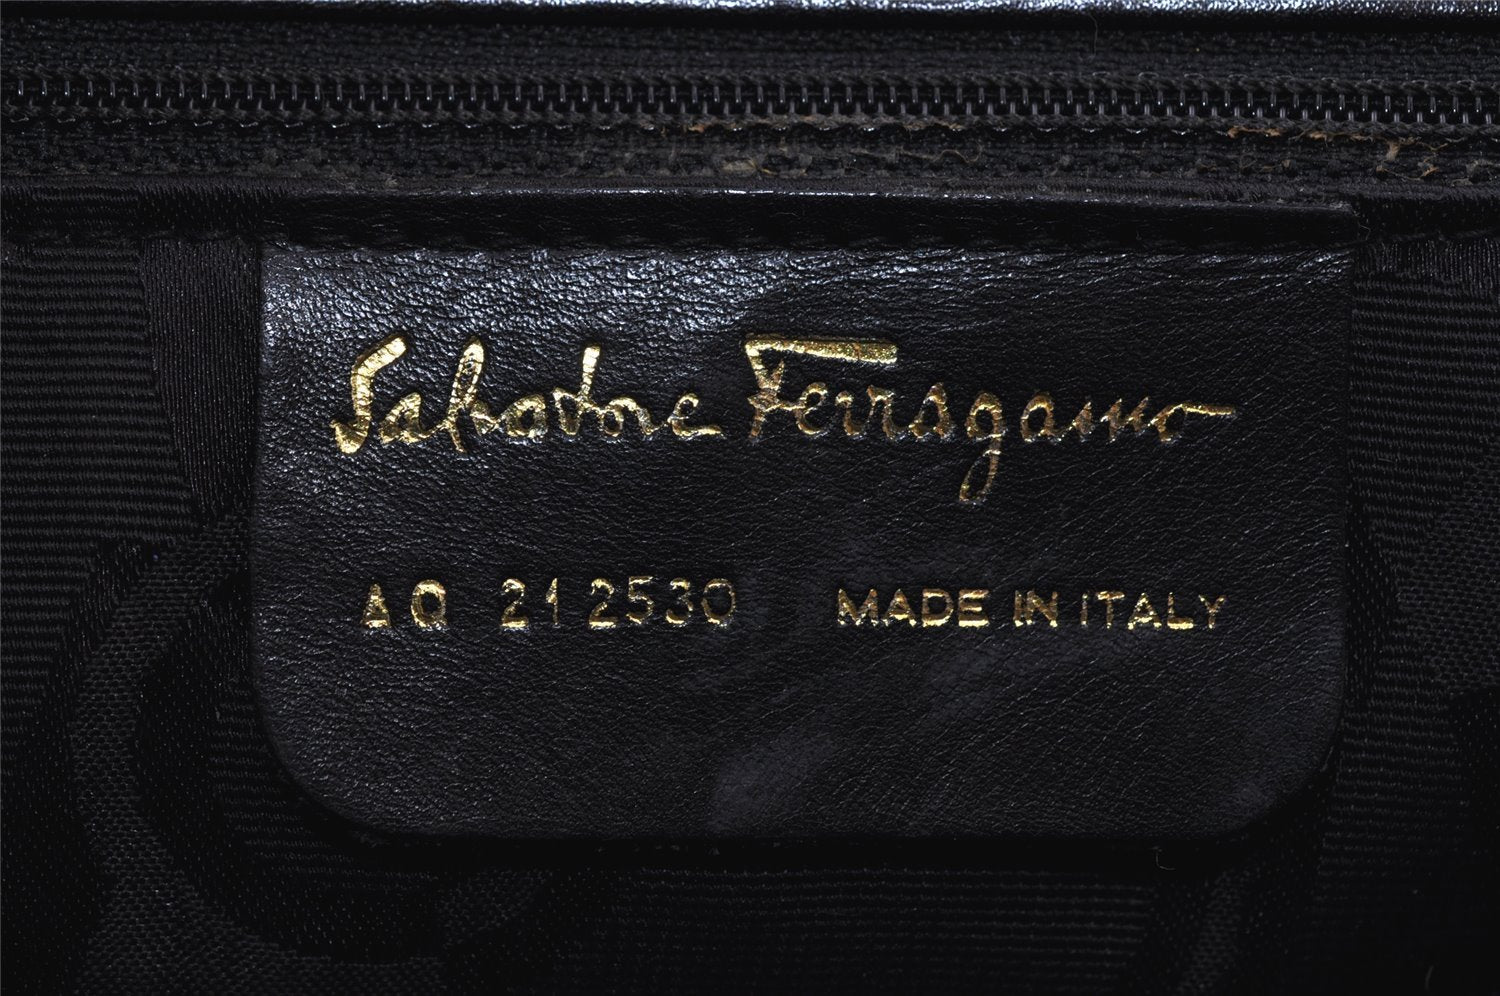 Salvatore Ferragamo
AQ 212530 MADE IN ITALY